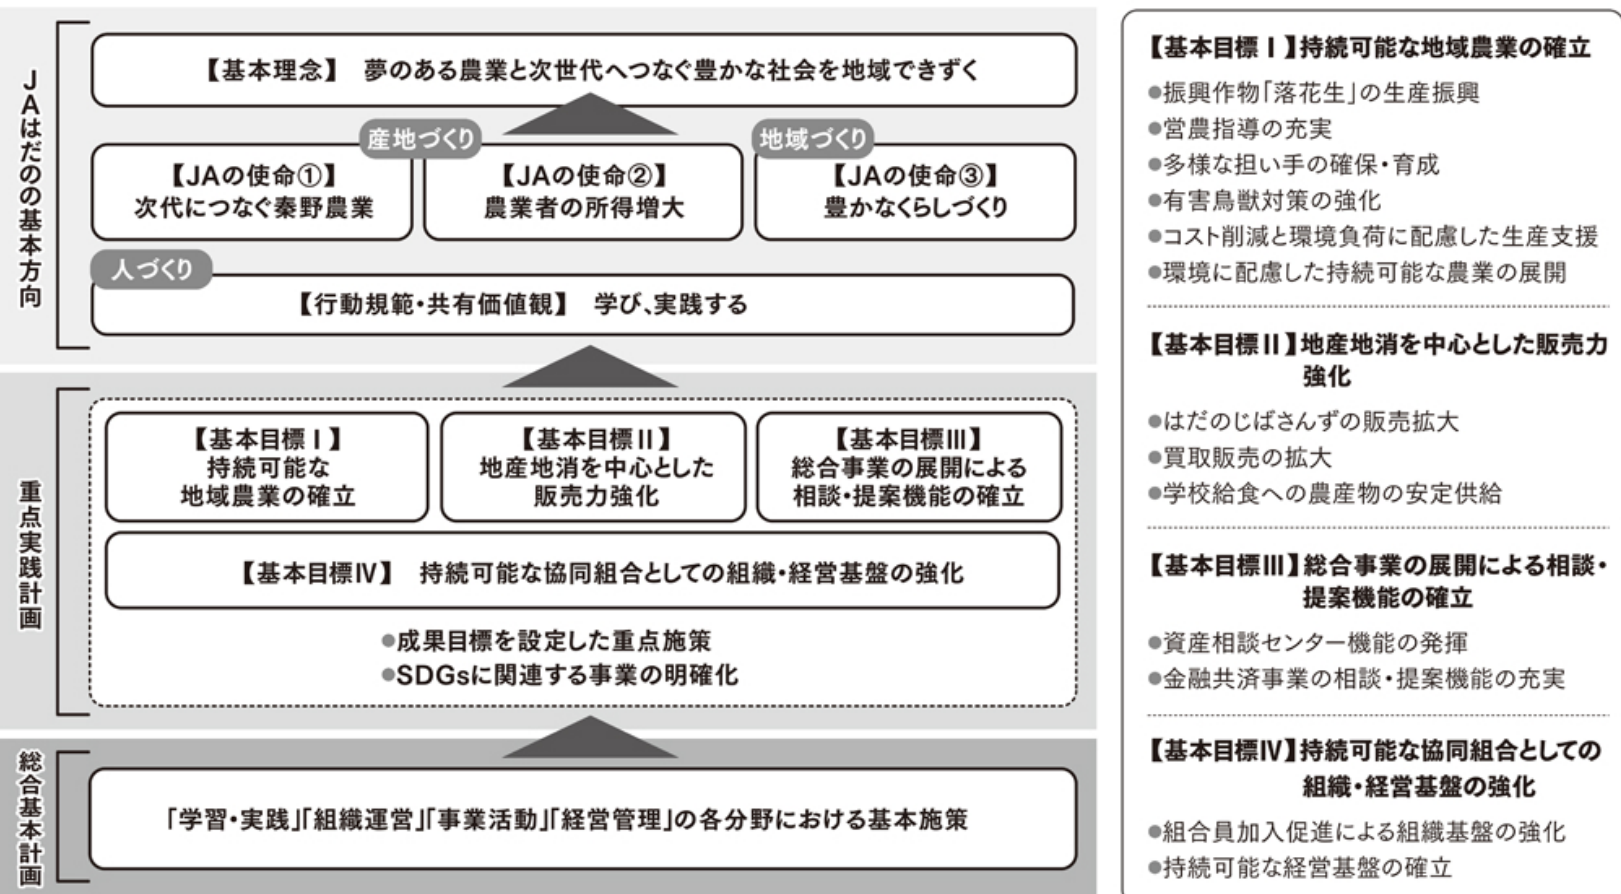 JAはだのの基本方向
【基本理念】 夢のある農業と次世代へつなぐ豊かな社会を地域できずく
産地づくり
地域づくり
【JAの使命①】
次代につなぐ秦野農業
【JAの使命②】
農業者の所得増大
【JAの使命③】
豊かなくらしづくり
人づくり
【行動規範・共有価値観】 学び、実践する
重点実践計画
【基本目標Ⅰ】
持続可能な
地域農業の確立
【基本目標Ⅱ】
地産地消を中心とした
販売力強化
【基本目標Ⅲ】
総合事業の展開による
相談・提案機能の確立
【基本目標Ⅳ】 持続可能な協同組合としての組織・経営基盤の強化
●成果目標を設定した重点施策
●SDGsに関連する事業の明確化
総合基本計画
「学習・実践」「組織運営」「事業活動」「経営管理」の各分野における基本施策
【基本目標Ⅰ】持続可能な地域農業の確立
●振興作物「落花生」の生産振興
●営農指導の充実
●多様な担い手の確保・育成
●有害鳥獣対策の強化
●コスト削減と環境負荷に配慮した生産支援
●環境に配慮した持続可能な農業の展開
【基本目標Ⅱ】地産地消を中心とした販売力
強化
●はだのじばさんずの販売拡大
●買取販売の拡大
●学校給食への農産物の安定供給
【基本目標Ⅲ】総合事業の展開による相談・
提案機能の確立
●資産相談センター機能の発揮
●金融共済事業の相談・提案機能の充実
【基本目標Ⅳ】持続可能な協同組合としての
組織・経営基盤の強化
●組合員加入促進による組織基盤の強化
●持続可能な経営基盤の確立